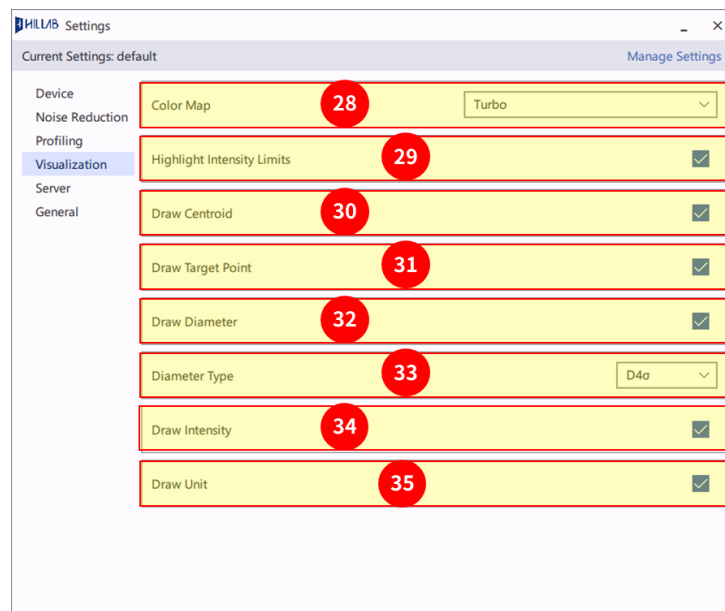 HILLAB Settings
Current Settings: default Manage Settings
Device
Noise Reduction
Profiling
Visualization
Server
General
Color Map 28 Turbo
Highlight Intensity Limits 29
Draw Centroid 30
Draw Target Point 31
Draw Diameter 32
Diameter Type 33 D4σ
Draw Intensity 34
Draw Unit 35